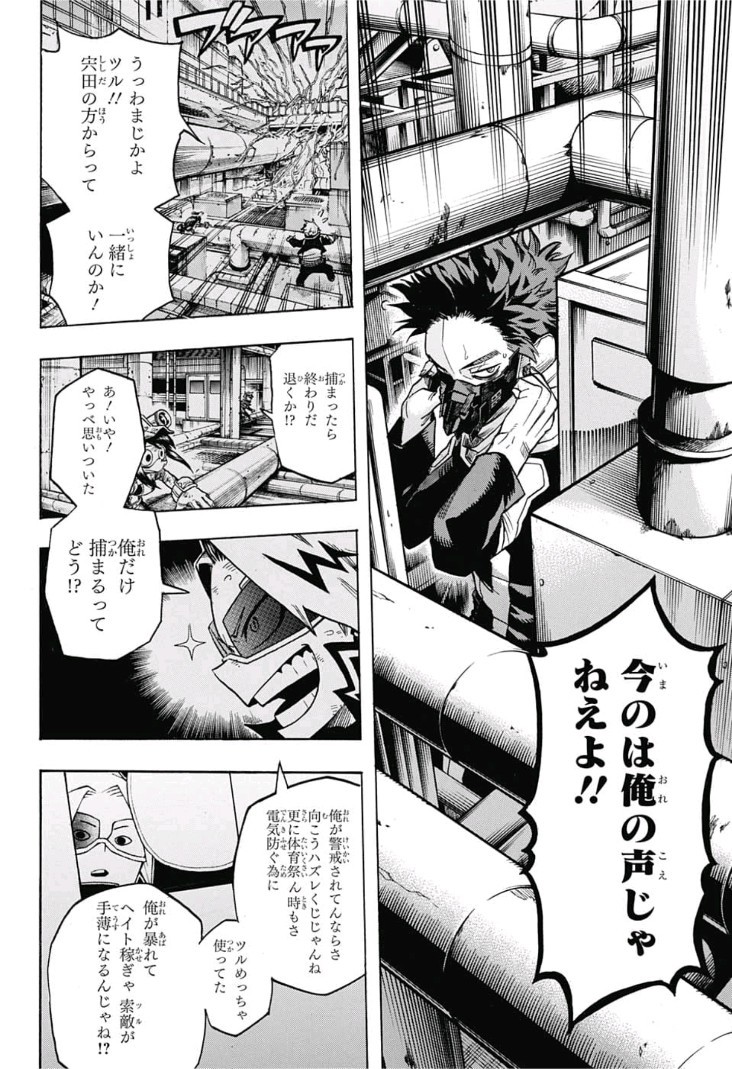 今のは俺の声じゃ
ねえよ!!
ブァアァァ
うっわまじかよ
ツル!!
宍田の方からって
一緒に
いんのか!
捕まったら
終わりだ
退くか!?
あ!いや!
やっべ思いついた
俺だけ
捕まるって
どう!?
俺が警戒されてんならさ
向こうハズレくじじゃんね
更に体育祭ん時もさ
電気防ぐ為に
ツルめっちゃ
使ってた
俺が暴れて
ヘイト稼ぎゃ索敵が
手薄になるんじゃね!?